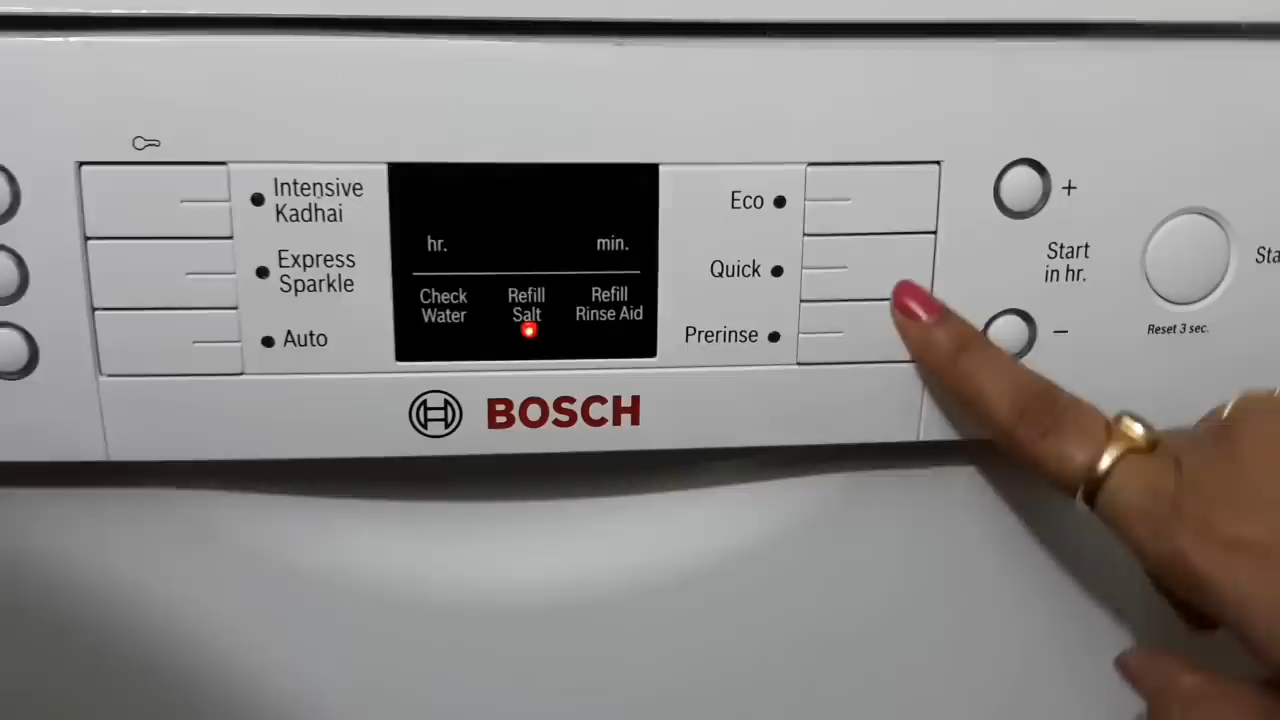 Intensive
Kadhai
Express
Sparkle
Auto
hr. min.
Check
Water
Refill
Salt
Refill
Rinse Aid
Eco
Quick
Prerinse
+
Start
in hr.
−
Sta
Reset 3 sec.
BOSCH